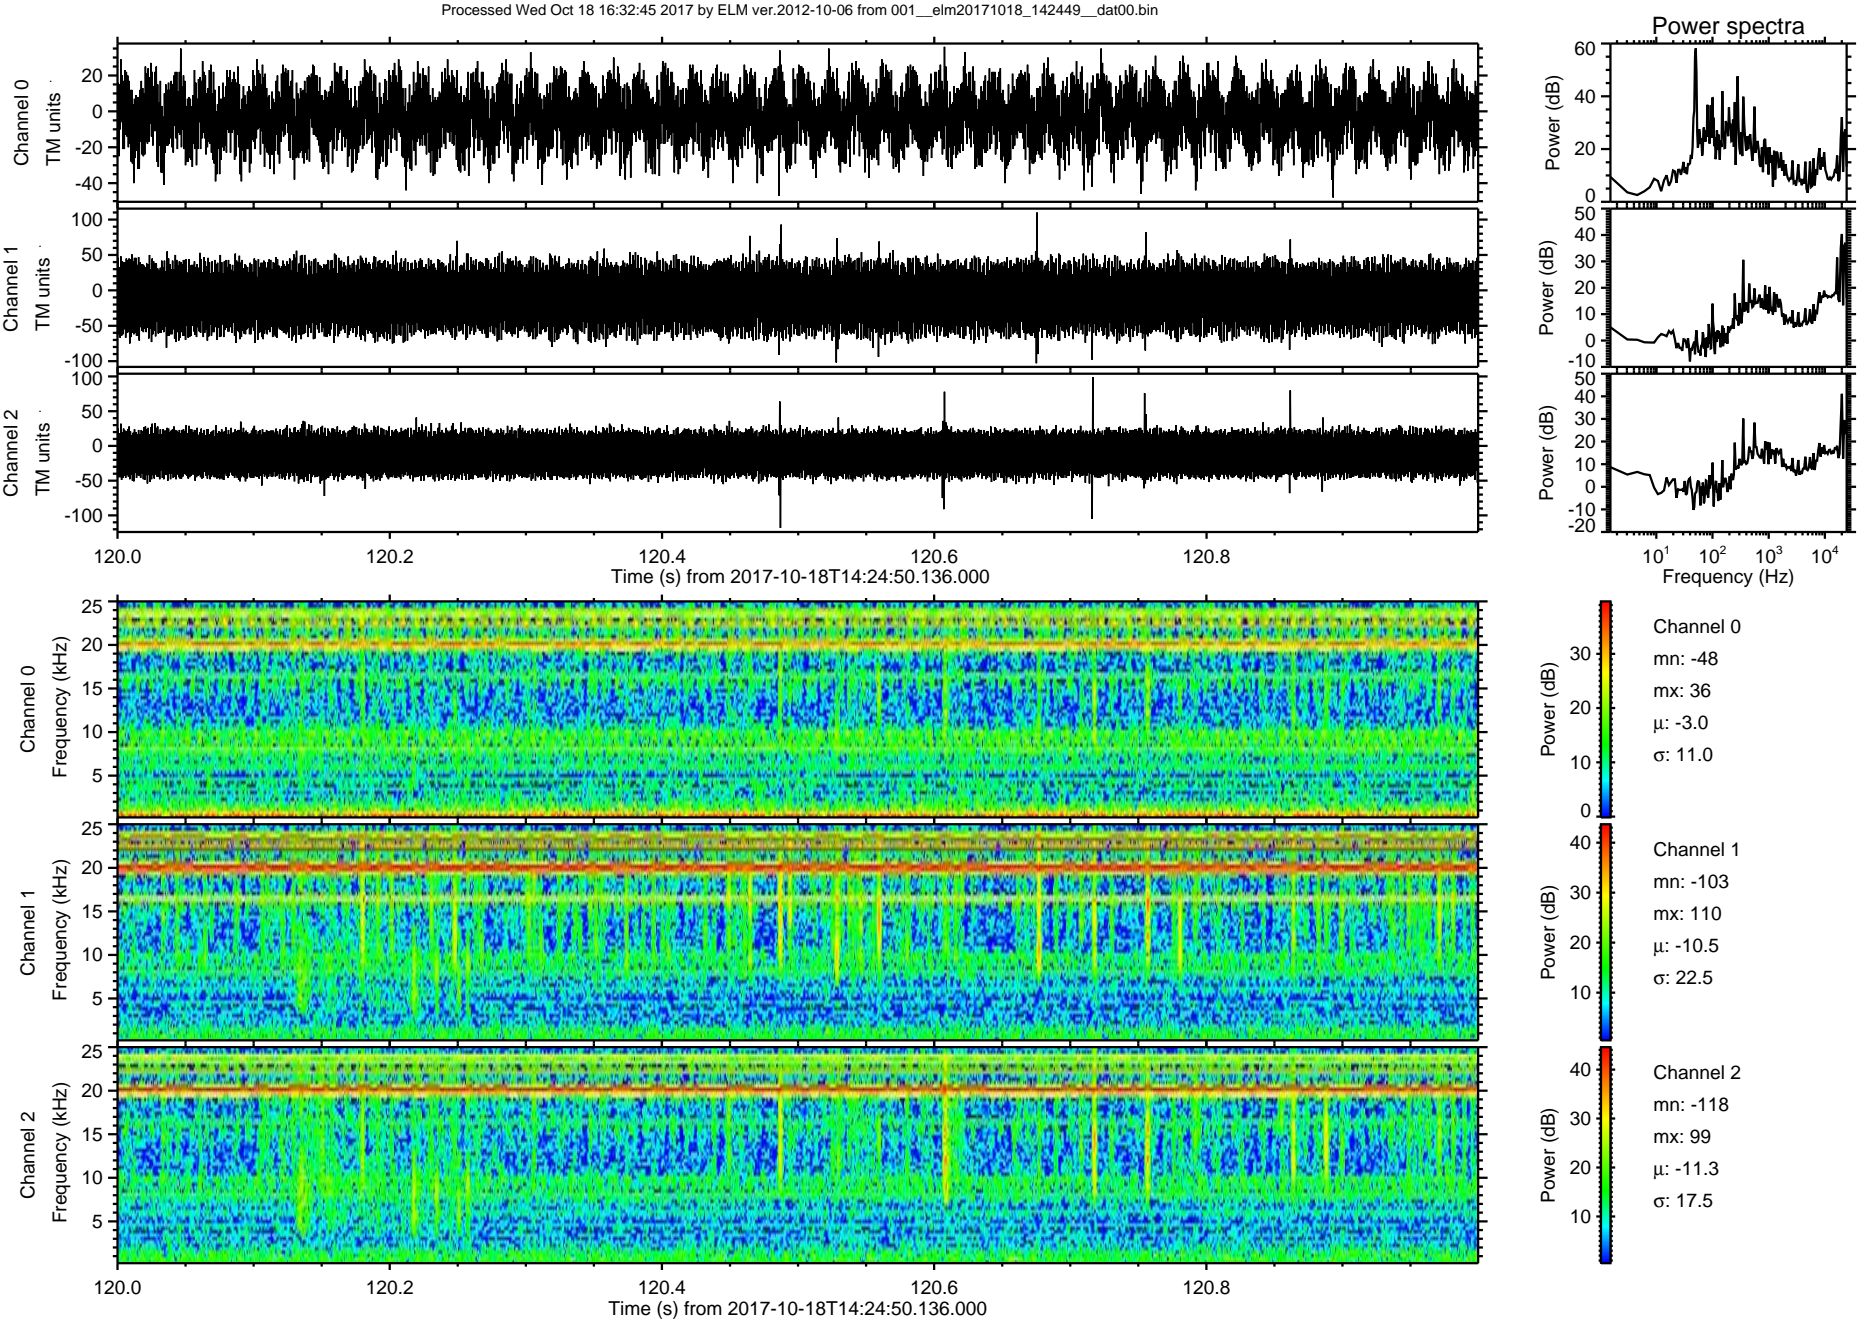 Processed Wed Oct 18 16:32:45 2017 by ELM ver.2012-10-06 from 001__elm20171018_142449__dat00.bin
Power spectra
Channel 0
TM units
20
0
-20
-40
Power (dB)
60
40
20
0
Channel 1
TM units
100
50
0
-50
-100
Power (dB)
50
40
30
20
10
0
-10
Channel 2
TM units
100
50
0
-50
-100
Power (dB)
50
40
30
20
10
0
-10
-20
120.0 120.2 120.4 120.6 120.8
Time (s) from 2017-10-18T14:24:50.136.000
10¹ 10² 10³ 10⁴
Frequency (Hz)
Channel 0
Frequency (kHz)
25
20
15
10
5
Power (dB)
30
20
10
0
Channel 0
mn: -48
mx: 36
μ: -3.0
σ: 11.0
Channel 1
Frequency (kHz)
25
20
15
10
5
Power (dB)
40
30
20
10
Channel 1
mn: -103
mx: 110
μ: -10.5
σ: 22.5
Channel 2
Frequency (kHz)
25
20
15
10
5
Power (dB)
40
30
20
10
Channel 2
mn: -118
mx: 99
μ: -11.3
σ: 17.5
120.0 120.2 120.4 120.6 120.8
Time (s) from 2017-10-18T14:24:50.136.000